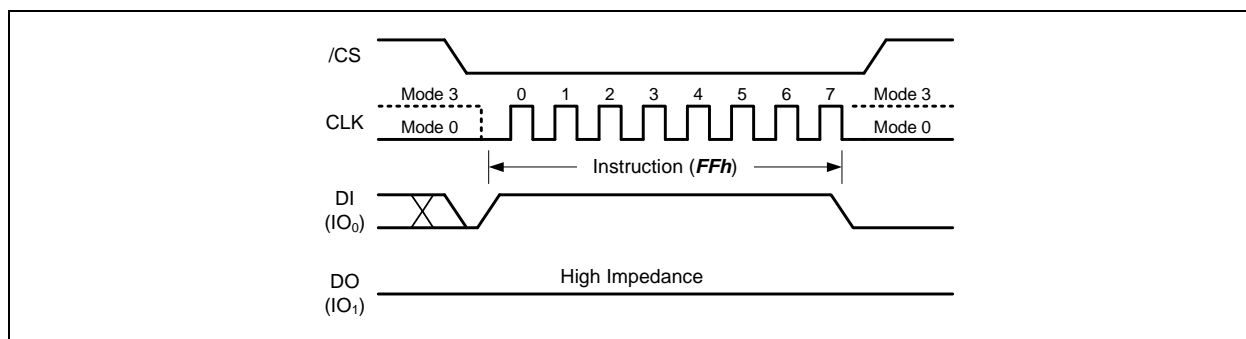 /CS
Mode 3 0 1 2 3 4 5 6 7 Mode 3
CLK
Mode 0 Mode 0
Instruction (FFh)
DI
(IO₀)
High Impedance
DO
(IO₁)